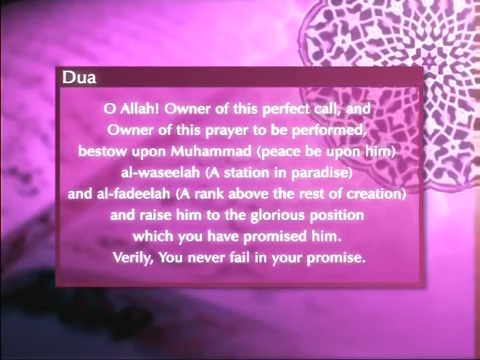 Dua
O Allah! Owner of this perfect call, and
Owner of this prayer to be performed,
bestow upon Muhammad (peace be upon him)
al-waseelah (A station in paradise)
and al-fadeelah (A rank above the rest of creation)
and raise him to the glorious position
which you have promised him.
Verily, You never fail in your promise.